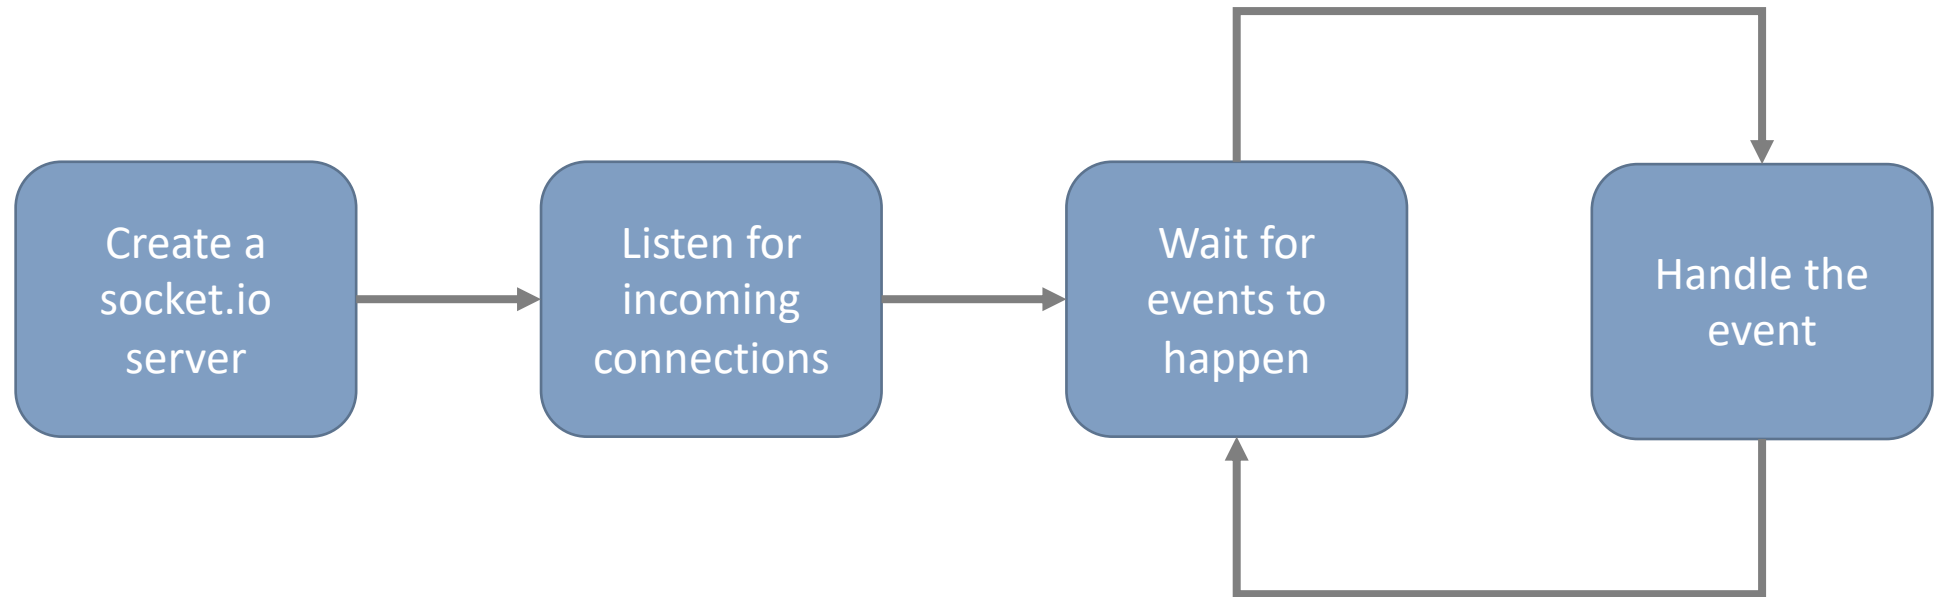 Create a
socket.io
server
Listen for
incoming
connections
Wait for
events to
happen
Handle the
event